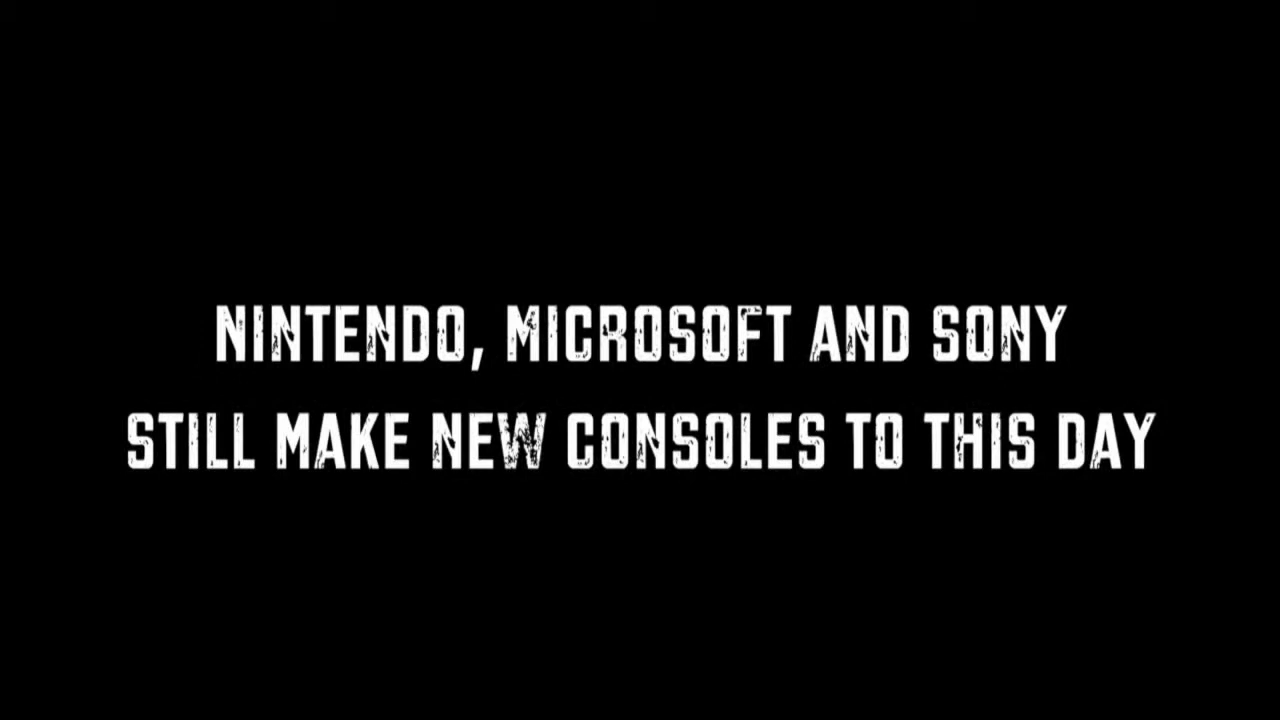 NINTENDO, MICROSOFT AND SONY
STILL MAKE NEW CONSOLES TO THIS DAY